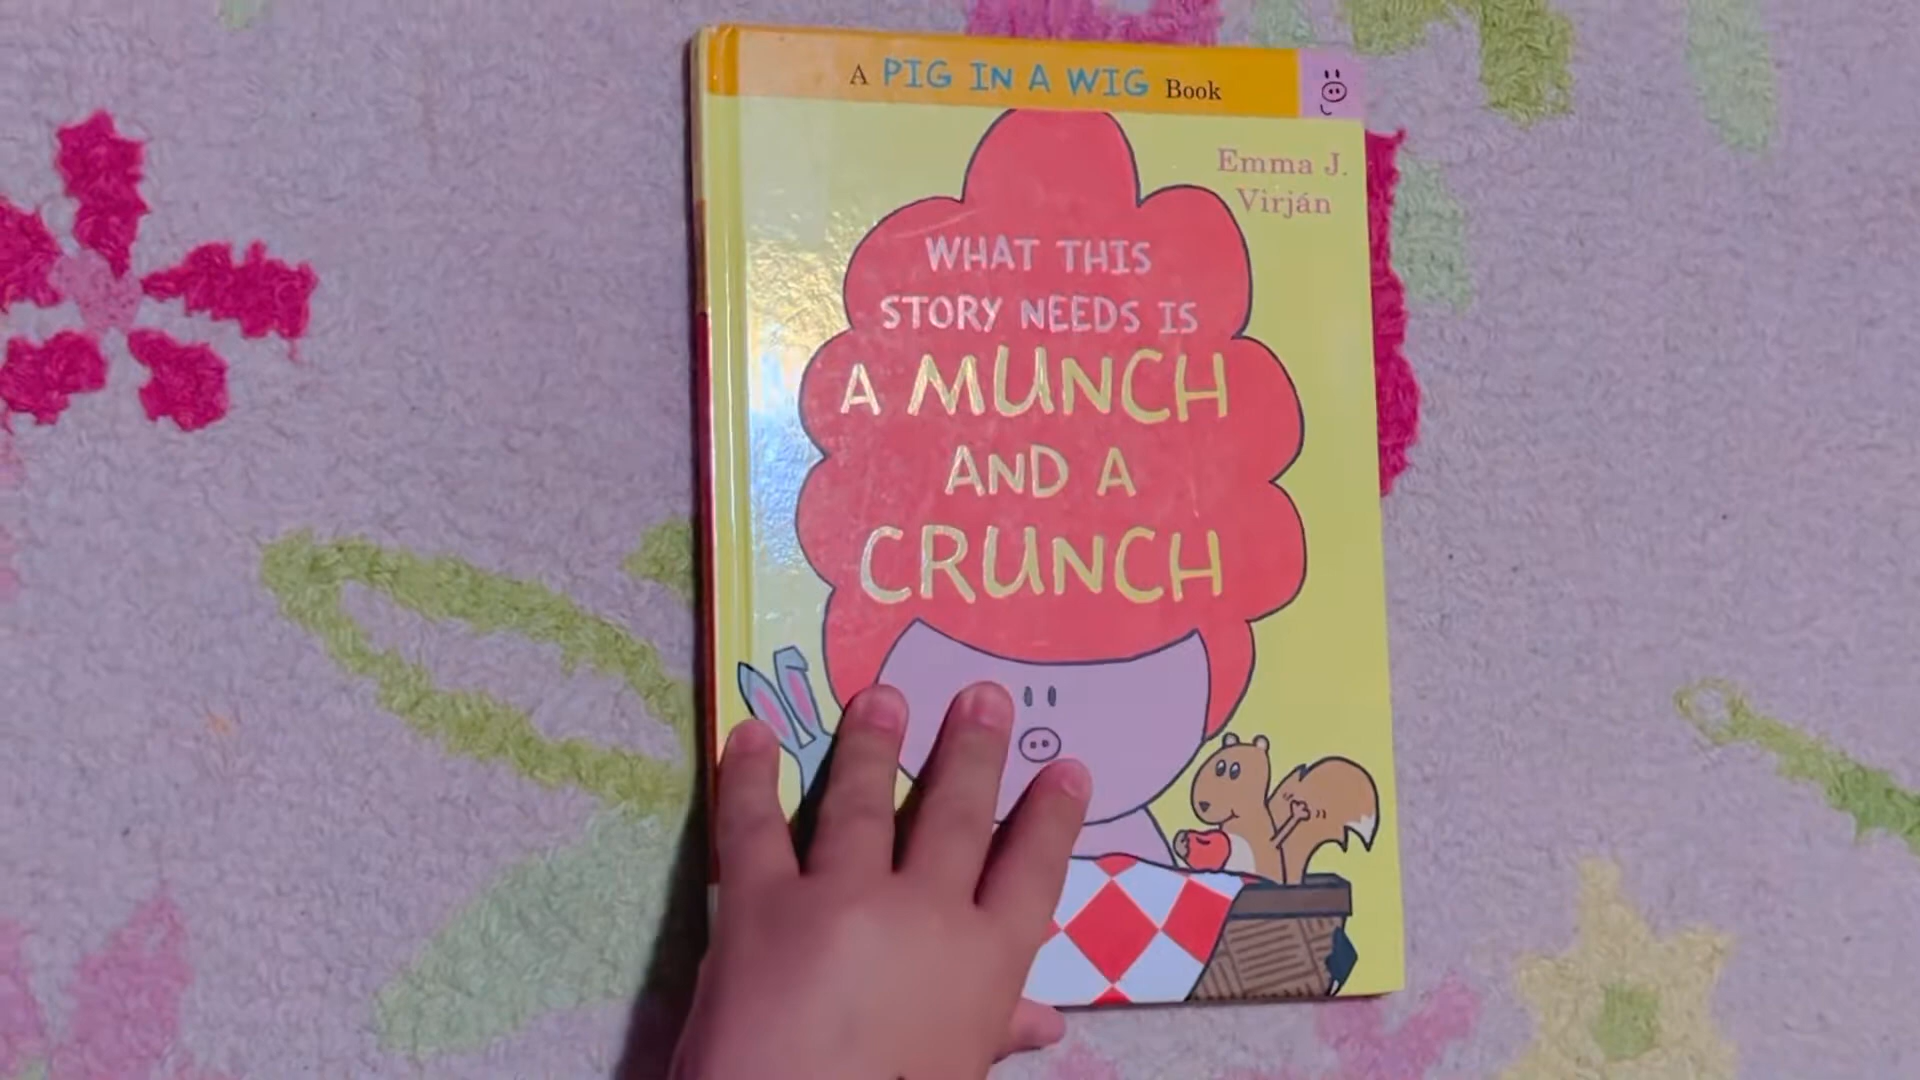 A PIG IN A WIG Book
Emma J.
Virján
WHAT THIS
STORY NEEDS IS
A MUNCH
AND A
CRUNCH